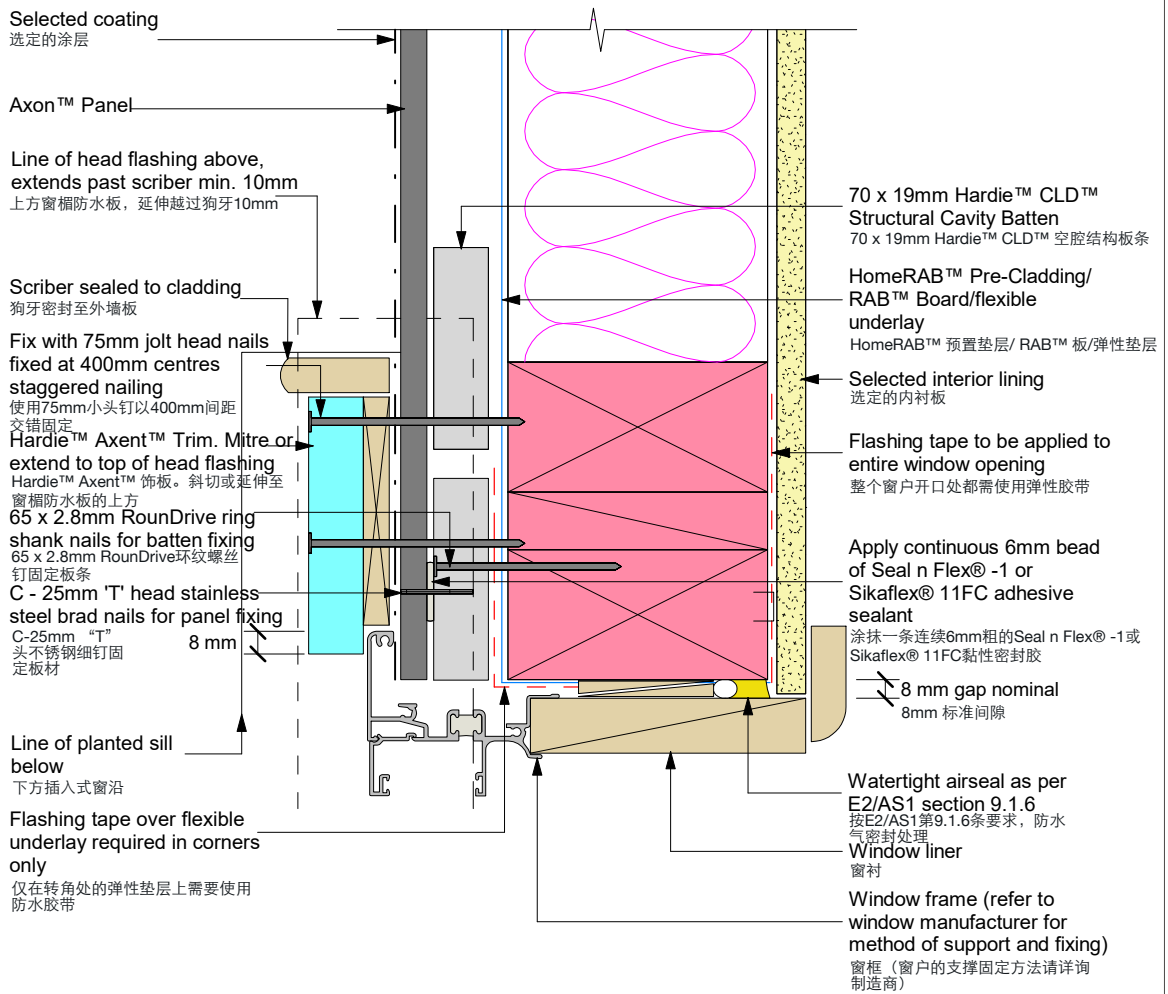 Selected coating
选定的涂层
Axon™ Panel
Line of head flashing above,
extends past scriber min. 10mm
上方窗楣防水板，延伸越过狗牙10mm
Scriber sealed to cladding
狗牙密封至外墙板
Fix with 75mm jolt head nails
fixed at 400mm centres
staggered nailing
使用75mm小头钉以400mm间距
交错固定
Hardie™ Axent™ Trim. Mitre or
extend to top of head flashing
Hardie™ Axent™ 饰板。斜切或延伸至
窗楣防水板的上方
65 x 2.8mm RounDrive ring
shank nails for batten fixing
65 x 2.8mm RounDrive环纹螺丝
钉固定板条
C - 25mm 'T' head stainless
steel brad nails for panel fixing
C-25mm “T”
头不锈钢细钉固
定板材
8 mm
Line of planted sill
below
下方插入式窗沿
Flashing tape over flexible
underlay required in corners
only
仅在转角处的弹性垫层上需要使用
防水胶带
70 x 19mm Hardie™ CLD™
Structural Cavity Batten
70 x 19mm Hardie™ CLD™ 空腔结构板条
HomeRAB™ Pre-Cladding/
RAB™ Board/flexible
underlay
HomeRAB™ 预置垫层/ RAB™ 板/弹性垫层
Selected interior lining
选定的内衬板
Flashing tape to be applied to
entire window opening
整个窗户开口处都需使用弹性胶带
Apply continuous 6mm bead
of Seal n Flex® -1 or
Sikaflex® 11FC adhesive
sealant
涂抹一条连续6mm粗的Seal n Flex® -1或
Sikaflex® 11FC黏性密封胶
8 mm gap nominal
8mm 标准间隙
Watertight airseal as per
E2/AS1 section 9.1.6
按E2/AS1第9.1.6条要求，防水
气密封处理
Window liner
窗衬
Window frame (refer to
window manufacturer for
method of support and fixing)
窗框（窗户的支撑固定方法请详询
制造商）